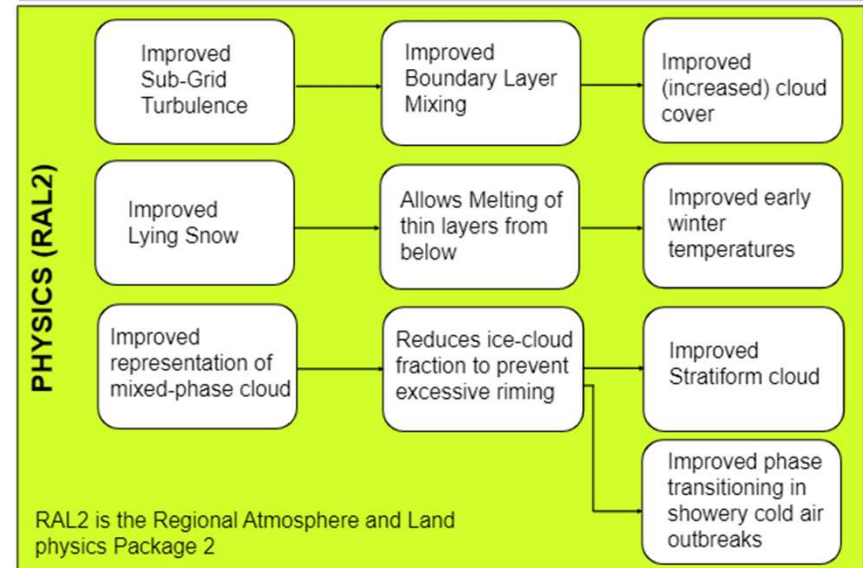 PHYSICS (RAL2)
Improved
Sub-Grid
Turbulence
Improved
Boundary Layer
Mixing
Improved
(increased) cloud
cover
Improved
Lying Snow
Allows Melting of
thin layers from
below
Improved early
winter
temperatures
Improved
representation of
mixed-phase cloud
Reduces ice-cloud
fraction to prevent
excessive riming
Improved
Stratiform cloud
Improved phase
transitioning in
showery cold air
outbreaks
RAL2 is the Regional Atmosphere and Land
physics Package 2